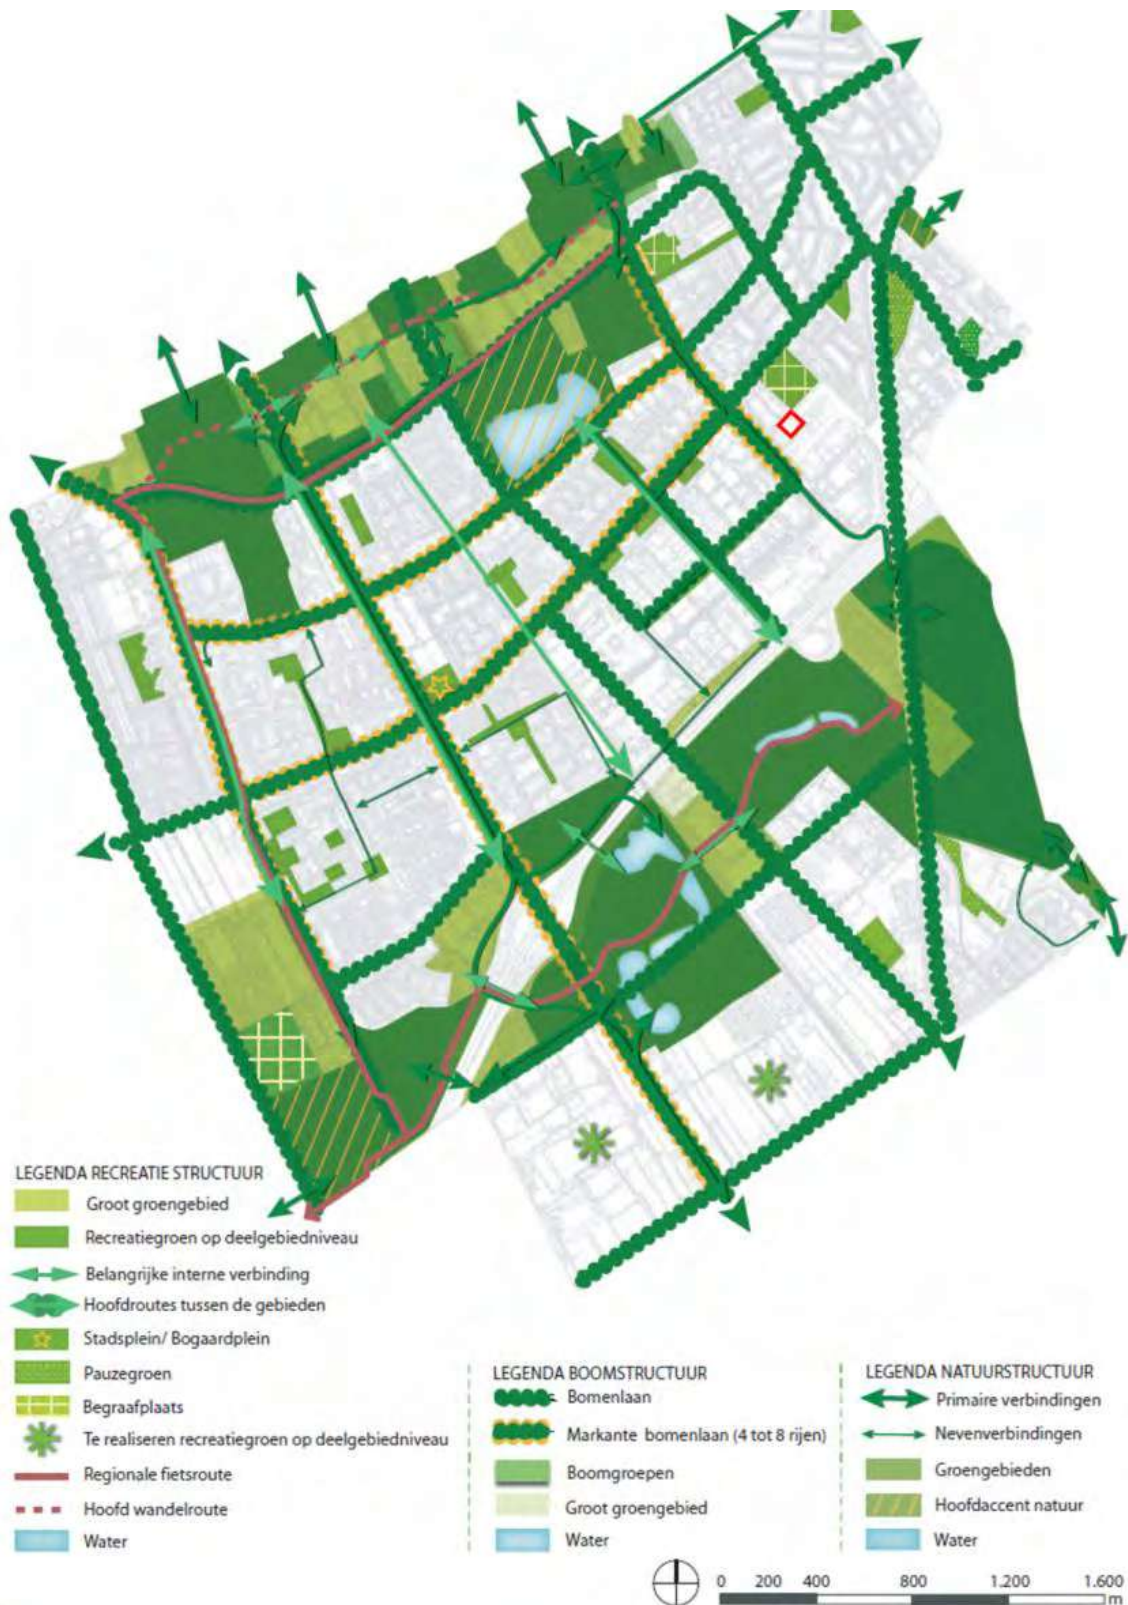 LEGENDA RECREATIE STRUCTUUR
Groot groengebied
Recreatiegroen op deelgebiedniveau
Belangrijke interne verbinding
Hoofdroutes tussen de gebieden
Stadsplein/ Bogaardplein
Pauzegroen
Begraafplaats
Te realiseren recreatiegroen op deelgebiedniveau
Regionale fietsroute
Hoofd wandelroute
Water
LEGENDA BOOMSTRUCTUUR
Bomenlaan
Markante bomenlaan (4 tot 8 rijen)
Boomgroepen
Groot groengebied
Water
LEGENDA NATUURSTRUCTUUR
Primaire verbindingen
Nevenverbindingen
Groengebieden
Hoofdaccent natuur
Water
0 200 400 800 1.200 1.600
m